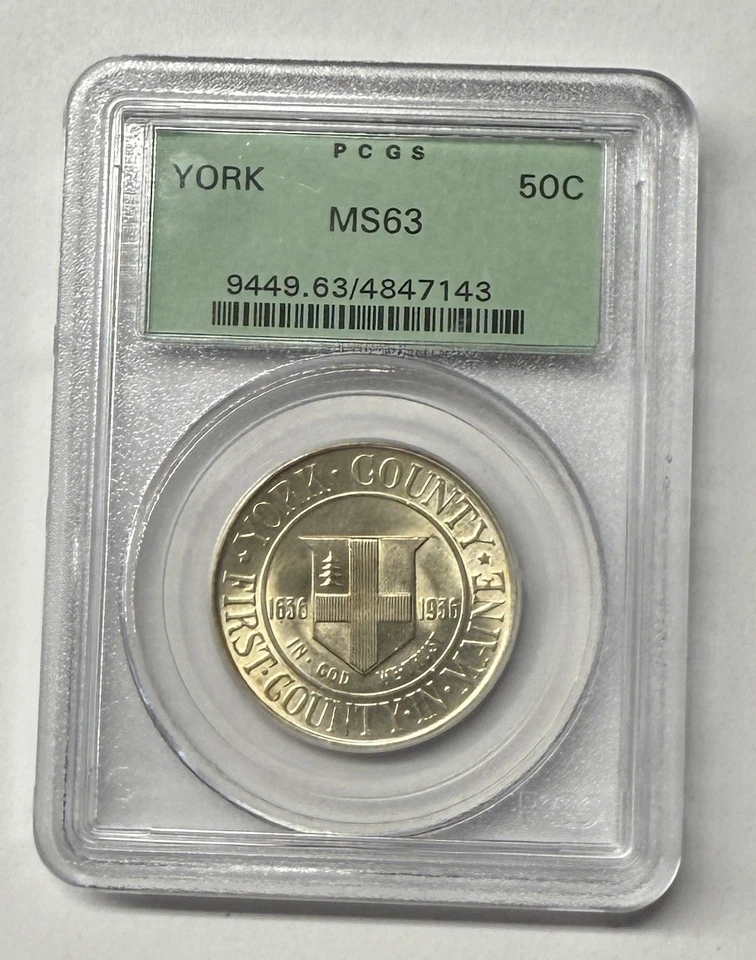 PCGS
YORK 50C
MS63
9449.63/4847143
YORK · COUNTY
FIRST · COUNTY · IN · MAINE
1636 1936
IN · GOD WE TRUST